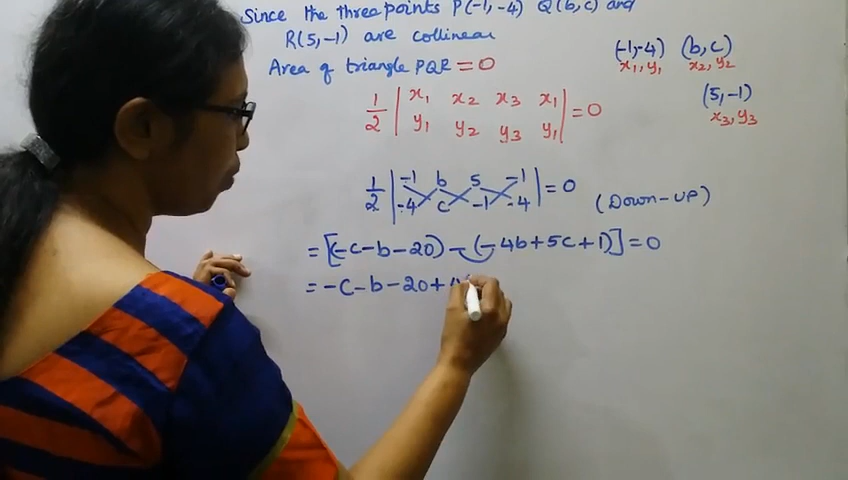 Since the three points P(-1,-4) Q(b,c) and
R(5,-1) are collinear
Area of triangle PQR = 0
(-1,-4) (b,c)
x₁,y₁ x₂,y₂
(5,-1)
x₃,y₃
1/2 | x₁ x₂ x₃ x₁ | = 0
y₁ y₂ y₃ y₁
1/2 | -1 b 5 -1 | = 0
-4 c -1 -4
(Down-UP)
= [(-c-b-20) - (-4b+5c+1)] = 0
= -c-b-20+4